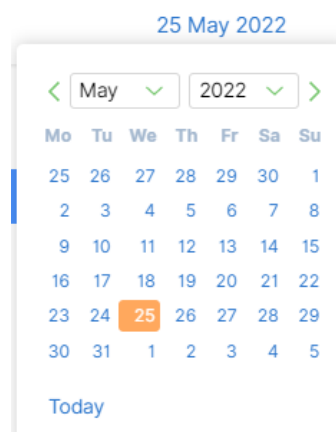 25 May 2022
May 2022
Mo Tu We Th Fr Sa Su
25 26 27 28 29 30 1
2 3 4 5 6 7 8
9 10 11 12 13 14 15
16 17 18 19 20 21 22
23 24 25 26 27 28 29
30 31 1 2 3 4 5
Today